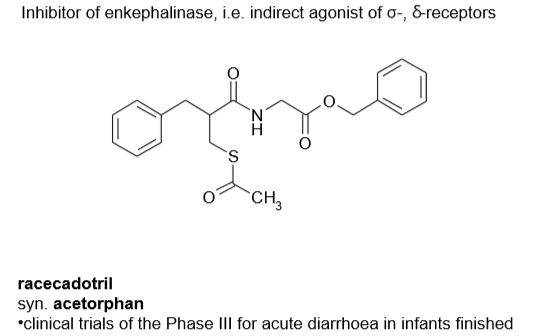 Inhibitor of enkephalinase, i.e. indirect agonist of σ-, δ-receptors
O
N
H
O
O
S
O
CH3
racecadotril
syn. acetorphan
•clinical trials of the Phase III for acute diarrhoea in infants finished